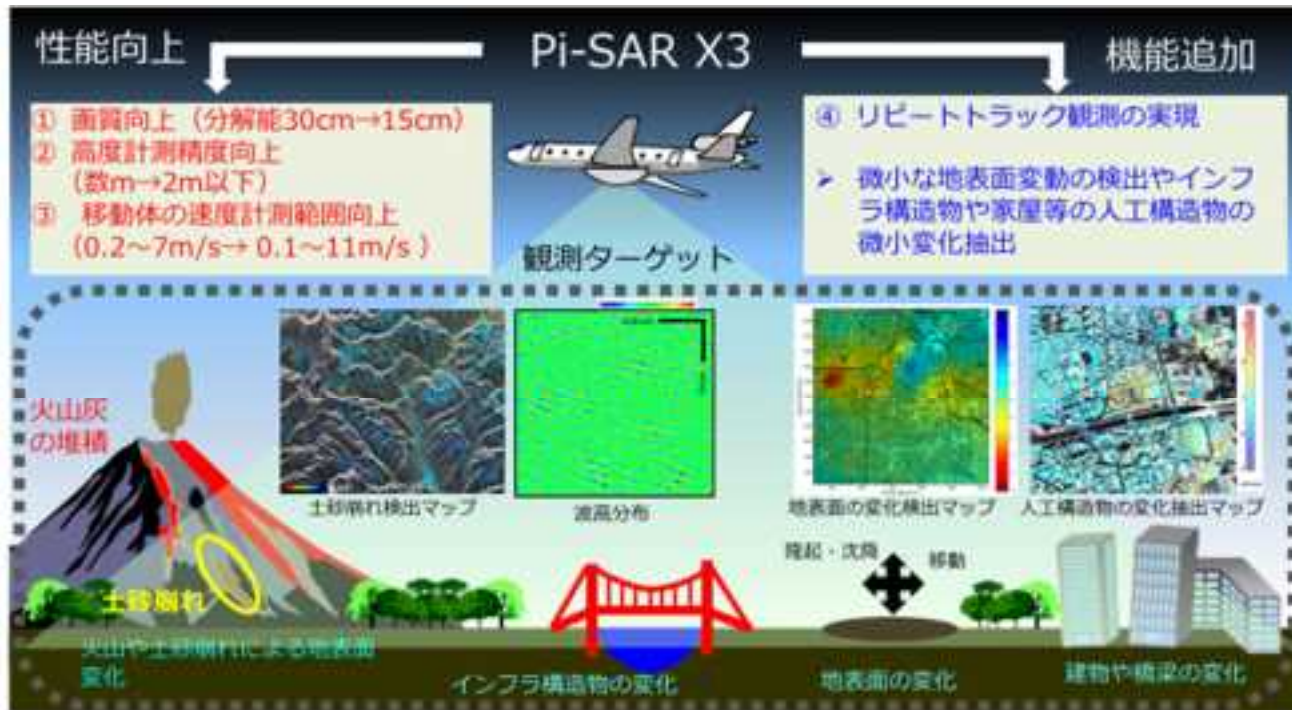 性能向上
Pi-SAR X3
機能追加
① 画質向上（分解能30cm→15cm）
② 高度計測精度向上
（数m→2m以下）
③ 移動体の速度計測範囲向上
（0.2～7m/s→ 0.1～11m/s ）
④ リピートトラック観測の実現
➢ 微小な地表面変動の検出やインフ
ラ構造物や家屋等の人工構造物の
微小変化抽出
観測ターゲット
火山灰
の堆積
土砂崩れ検出マップ
波高分布
地表面の変化検出マップ
人工構造物の変化抽出マップ
隆起・沈降
移動
土砂崩れ
火山や土砂崩れによる地表面
変化
インフラ構造物の変化
地表面の変化
建物や橋梁の変化